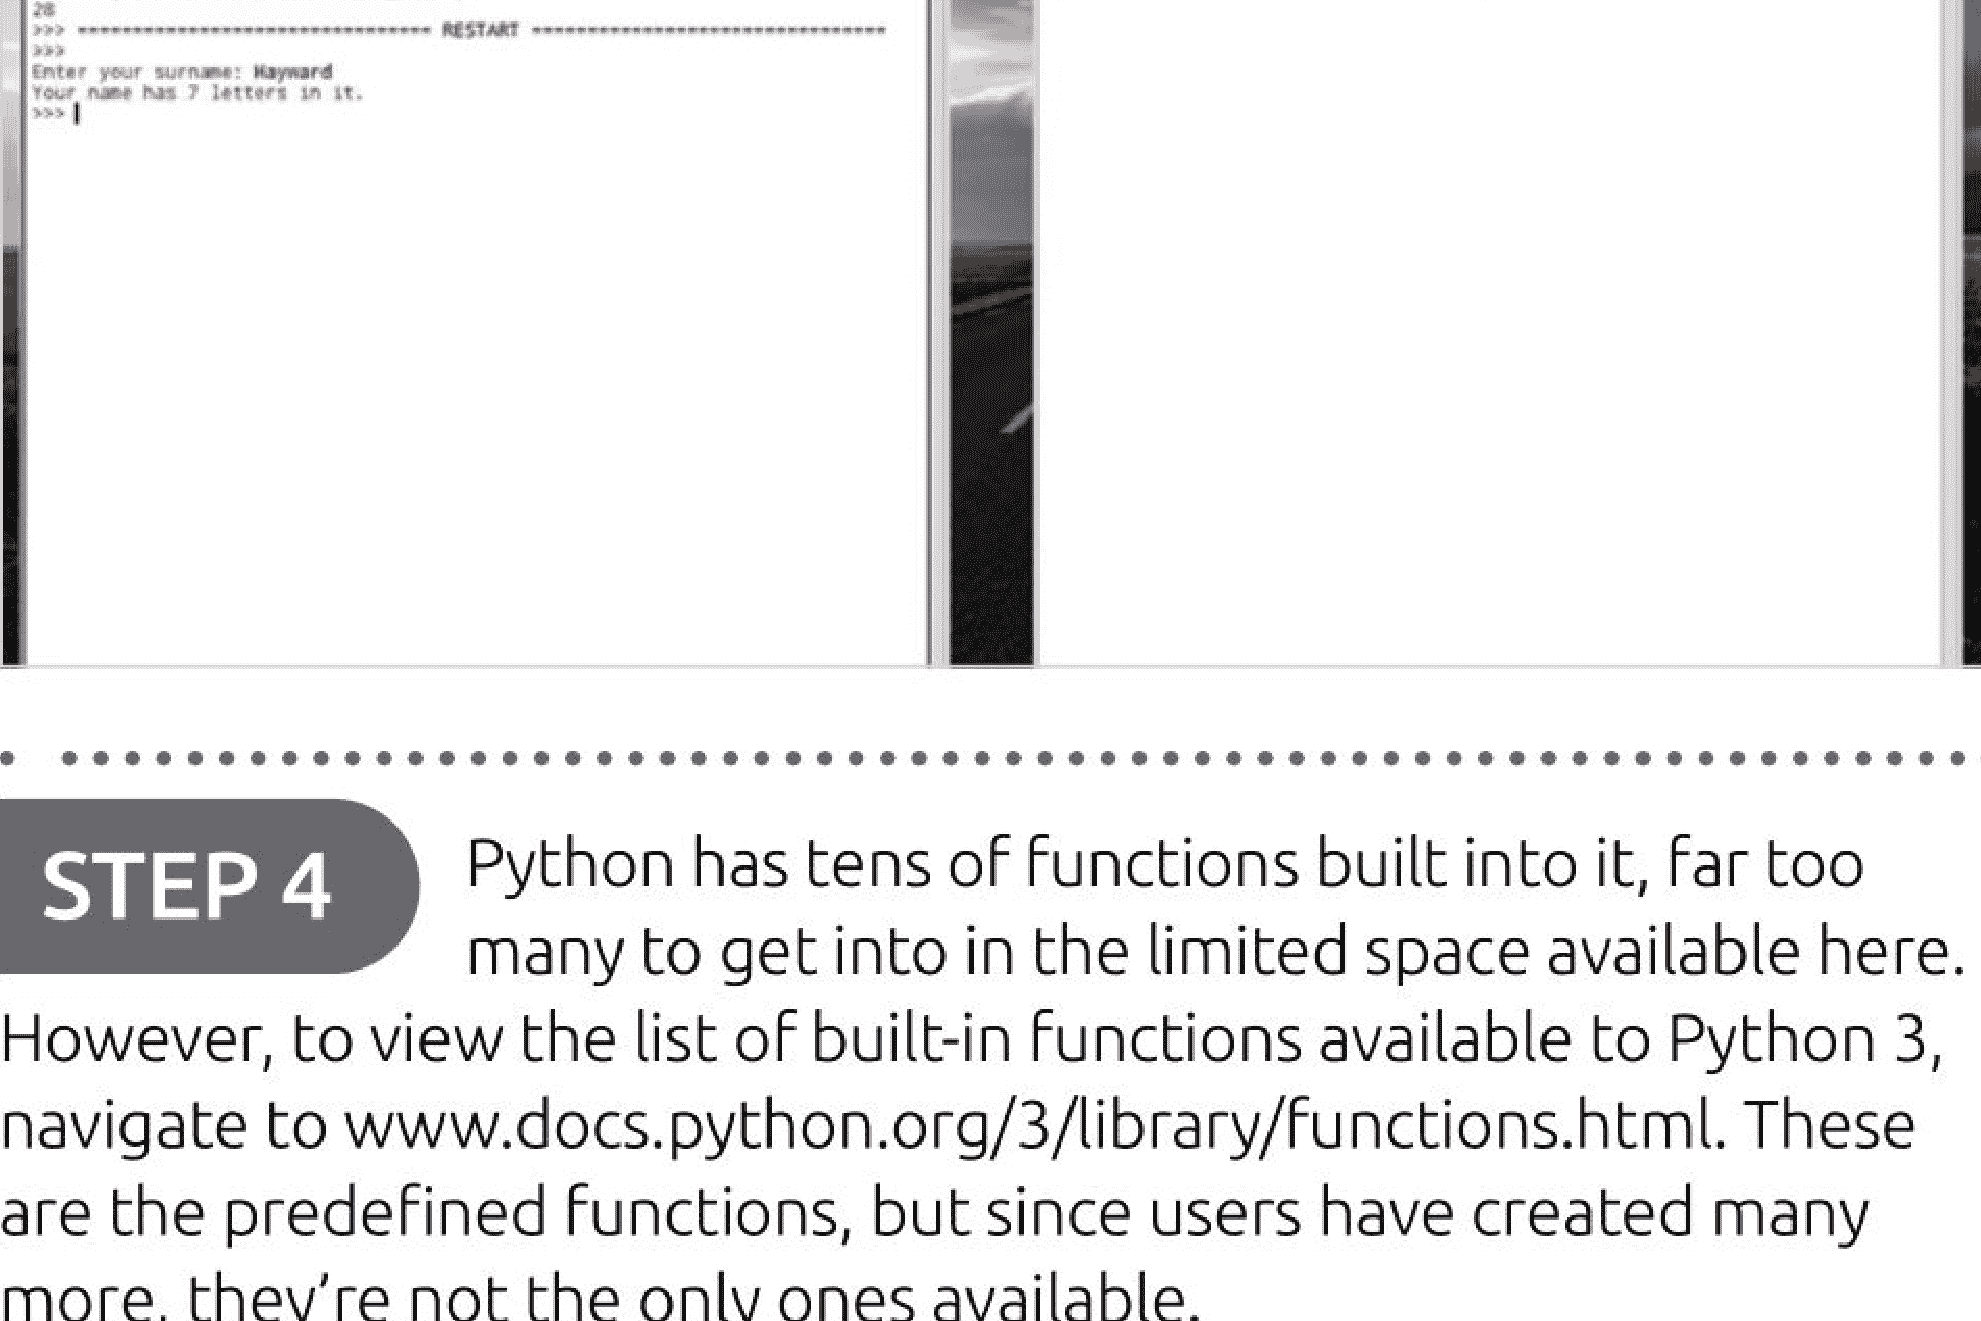 28
>>> ================================ RESTART ================================
>>>
Enter your surname: Hayward
Your name has 7 letters in it.
>>>
STEP 4
Python has tens of functions built into it, far too
many to get into in the limited space available here.
However, to view the list of built-in functions available to Python 3,
navigate to www.docs.python.org/3/library/functions.html. These
are the predefined functions, but since users have created many
more, they’re not the only ones available.